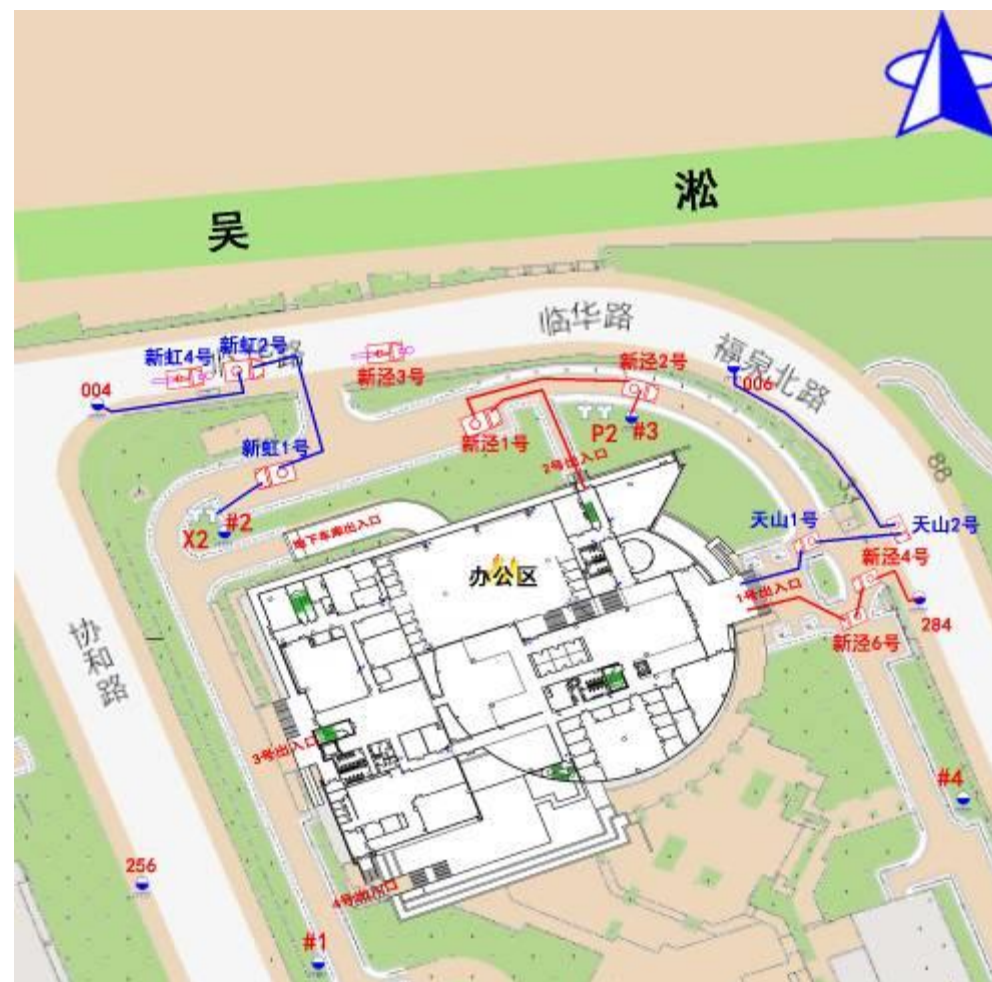 淞
吴
临华路
新虹4号
新虹2号
路
新泾3号
新泾2号
福泉北路
004
006
新虹1号
新泾1号
P2
#3
2号出入口
88
X2
#2
地下车库出入口
天山1号
天山2号
新泾4号
办公区
1号出入口
284
新泾6号
协和路
3号出入口
#4
256
4号出入口
#1